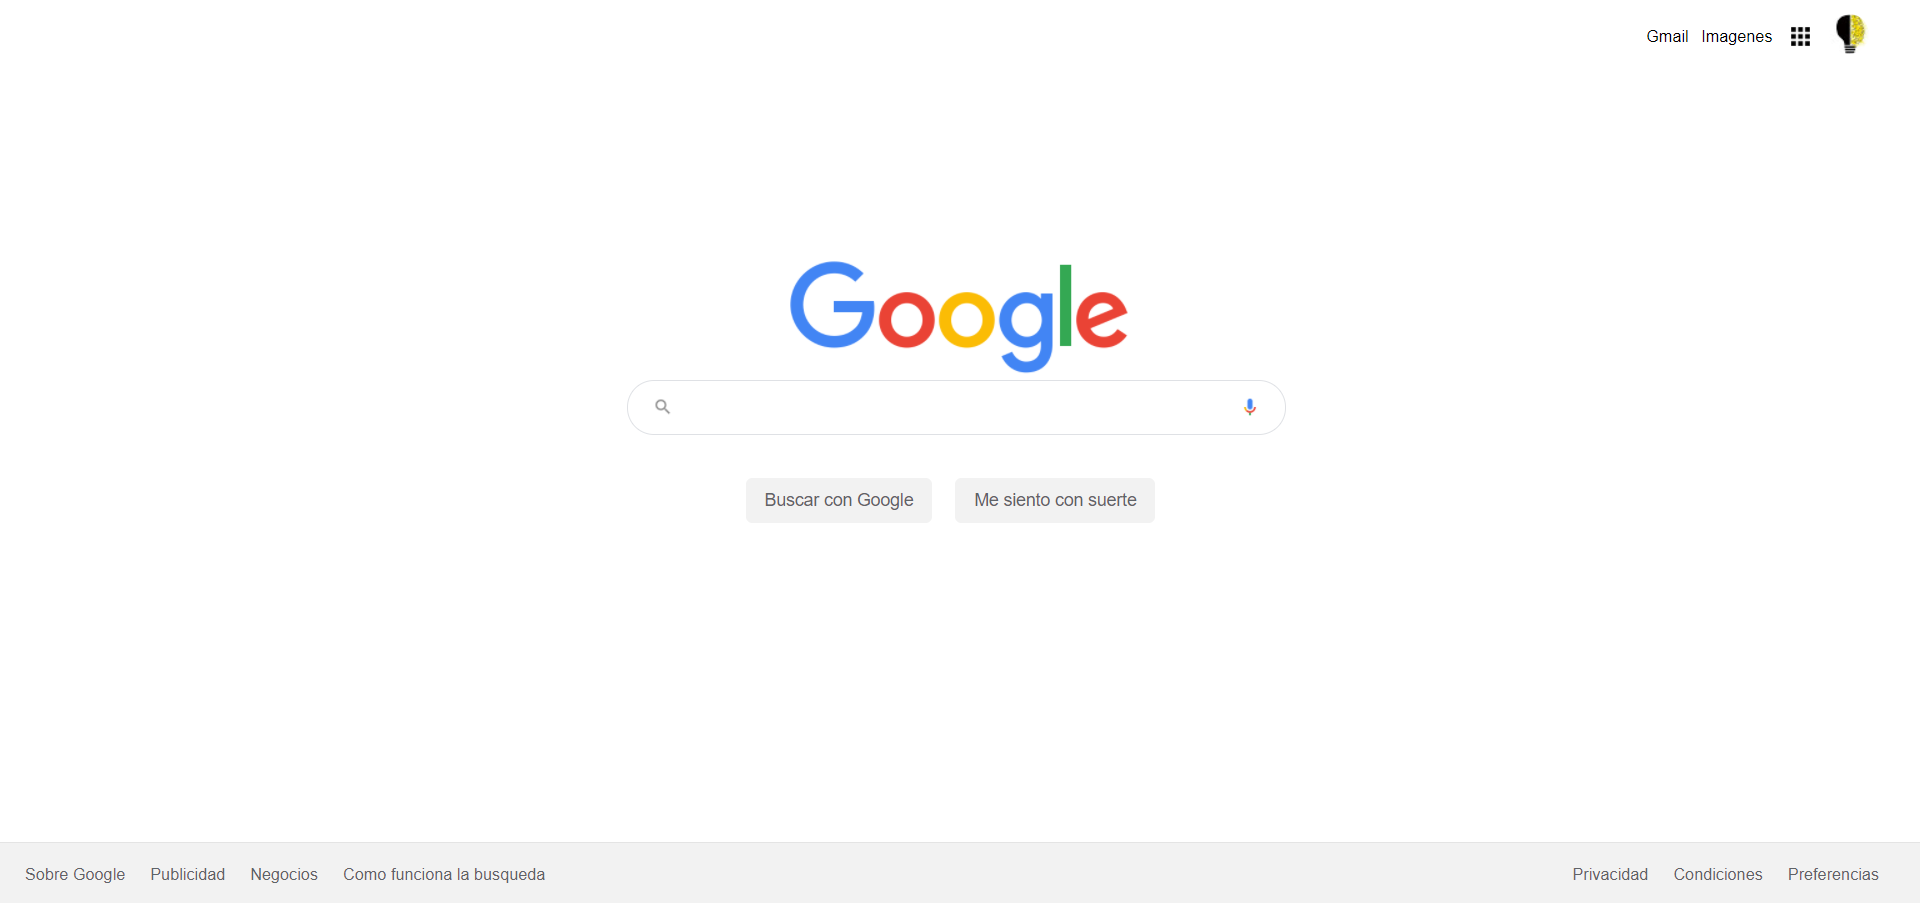 Gmail Imagenes
Google
Buscar con Google Me siento con suerte
Sobre Google Publicidad Negocios Como funciona la busqueda Privacidad Condiciones Preferencias